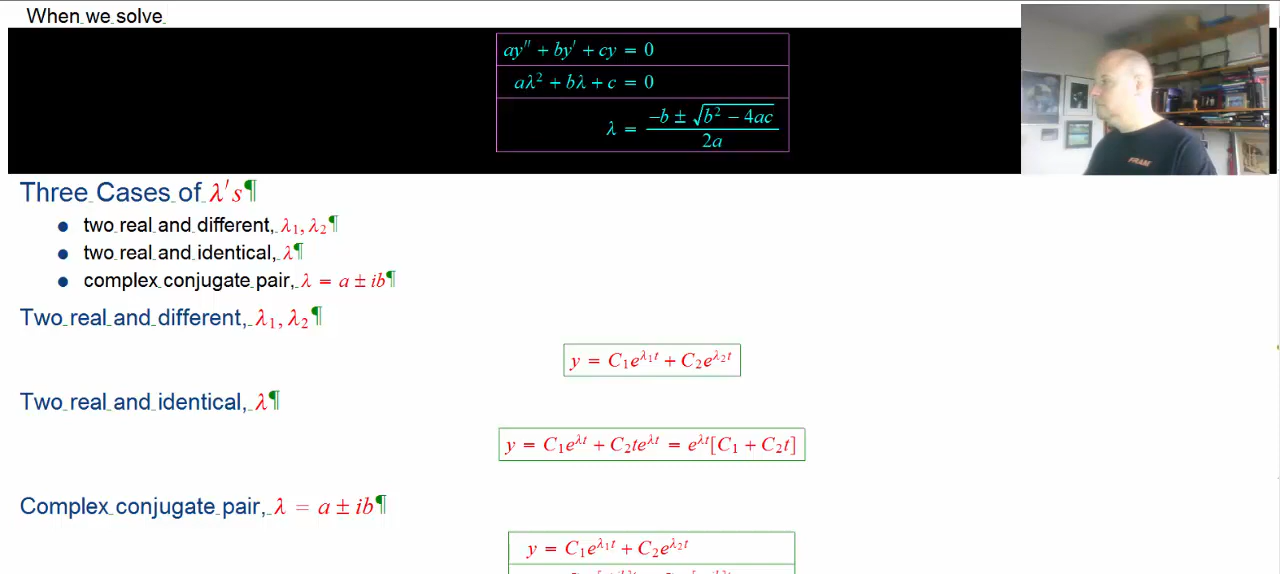 When we solve
ay'' + by' + cy = 0
aλ² + bλ + c = 0
λ = (−b ± √(b² − 4ac)) / 2a
FRAM
Three Cases of λ's¶
• two real and different, λ₁, λ₂¶
• two real and identical, λ¶
• complex conjugate pair, λ = a ± ib¶
Two real and different, λ₁, λ₂¶
y = C₁e^{λ₁t} + C₂e^{λ₂t}
Two real and identical, λ¶
y = C₁e^{λt} + C₂te^{λt} = e^{λt}[C₁ + C₂t]
Complex conjugate pair, λ = a ± ib¶
y = C₁e^{λ₁t} + C₂e^{λ₂t}